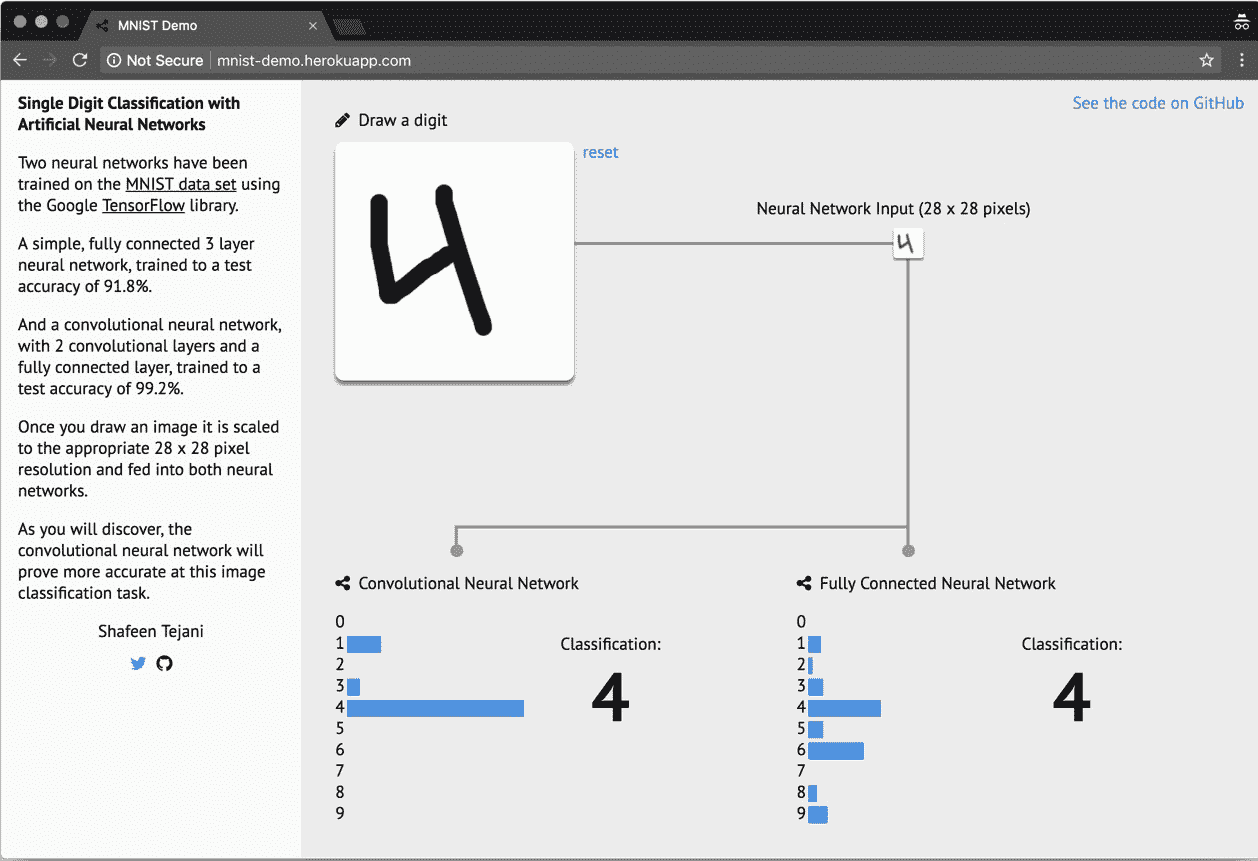 MNIST Demo
Not Secure mnist-demo.herokuapp.com
Single Digit Classification with
Artificial Neural Networks
Two neural networks have been
trained on the MNIST data set using
the Google TensorFlow library.
A simple, fully connected 3 layer
neural network, trained to a test
accuracy of 91.8%.
And a convolutional neural network,
with 2 convolutional layers and a
fully connected layer, trained to a
test accuracy of 99.2%.
Once you draw an image it is scaled
to the appropriate 28 x 28 pixel
resolution and fed into both neural
networks.
As you will discover, the
convolutional neural network will
prove more accurate at this image
classification task.
Shafeen Tejani
See the code on GitHub
Draw a digit
reset
4
Neural Network Input (28 x 28 pixels)
4
Convolutional Neural Network
0
1
2
3
4
5
6
7
8
9
Classification:
4
Fully Connected Neural Network
0
1
2
3
4
5
6
7
8
9
Classification:
4